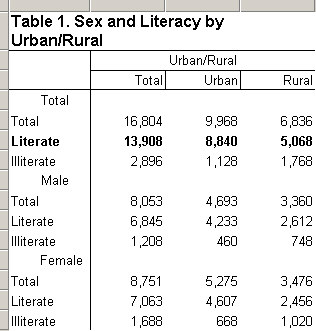 Table 1. Sex and Literacy by
Urban/Rural
Urban/Rural
Total Urban Rural
Total
Total 16,804 9,968 6,836
Literate 13,908 8,840 5,068
Illiterate 2,896 1,128 1,768
Male
Total 8,053 4,693 3,360
Literate 6,845 4,233 2,612
Illiterate 1,208 460 748
Female
Total 8,751 5,275 3,476
Literate 7,063 4,607 2,456
Illiterate 1,688 668 1,020